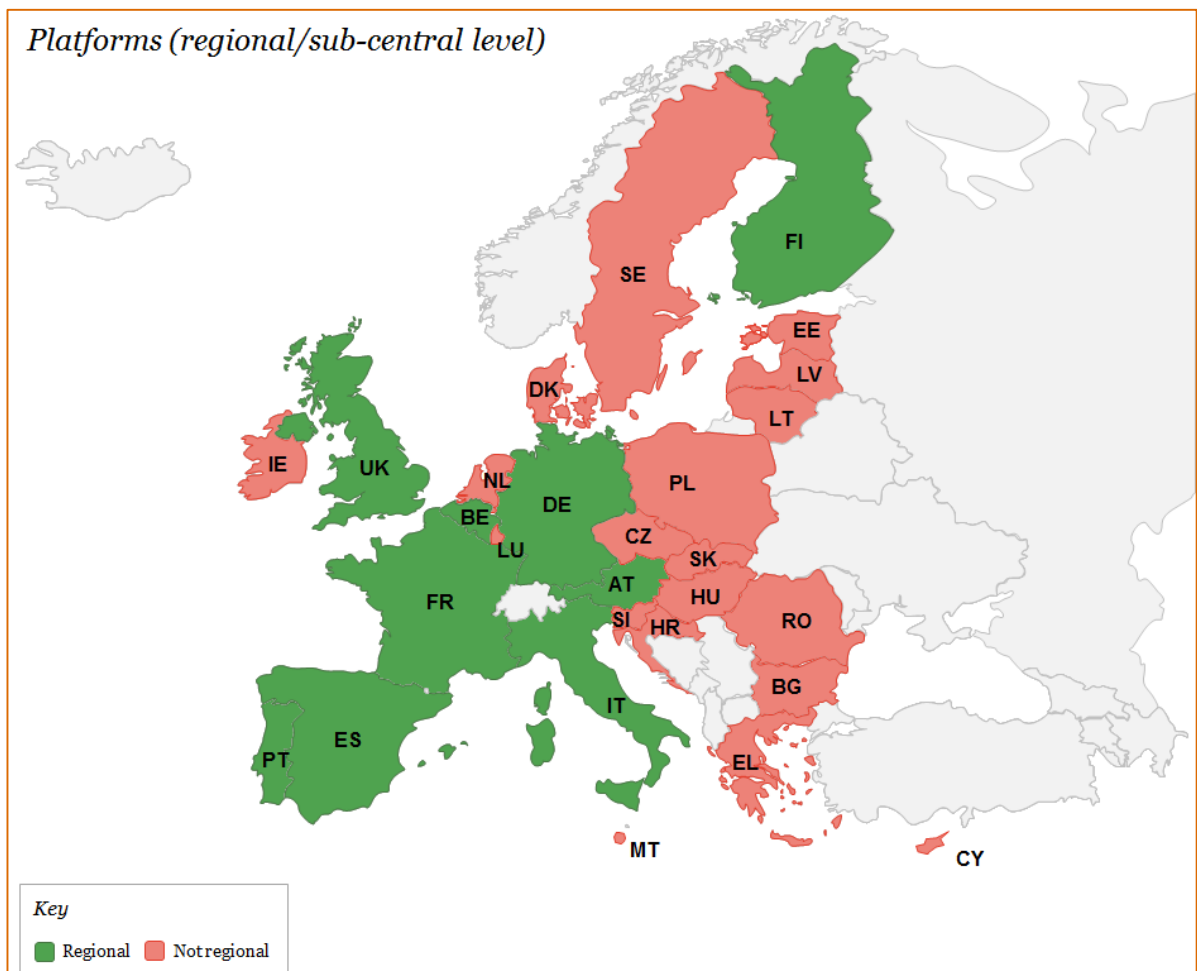 Platforms (regional/sub-central level)
FI
SE
EE
LV
DK
LT
IE
UK
NL
PL
BE
DE
CZ
LU
SK
AT
HU
FR
SI
HR
RO
BG
IT
ES
PT
EL
MT
CY
Key
Regional
Not regional